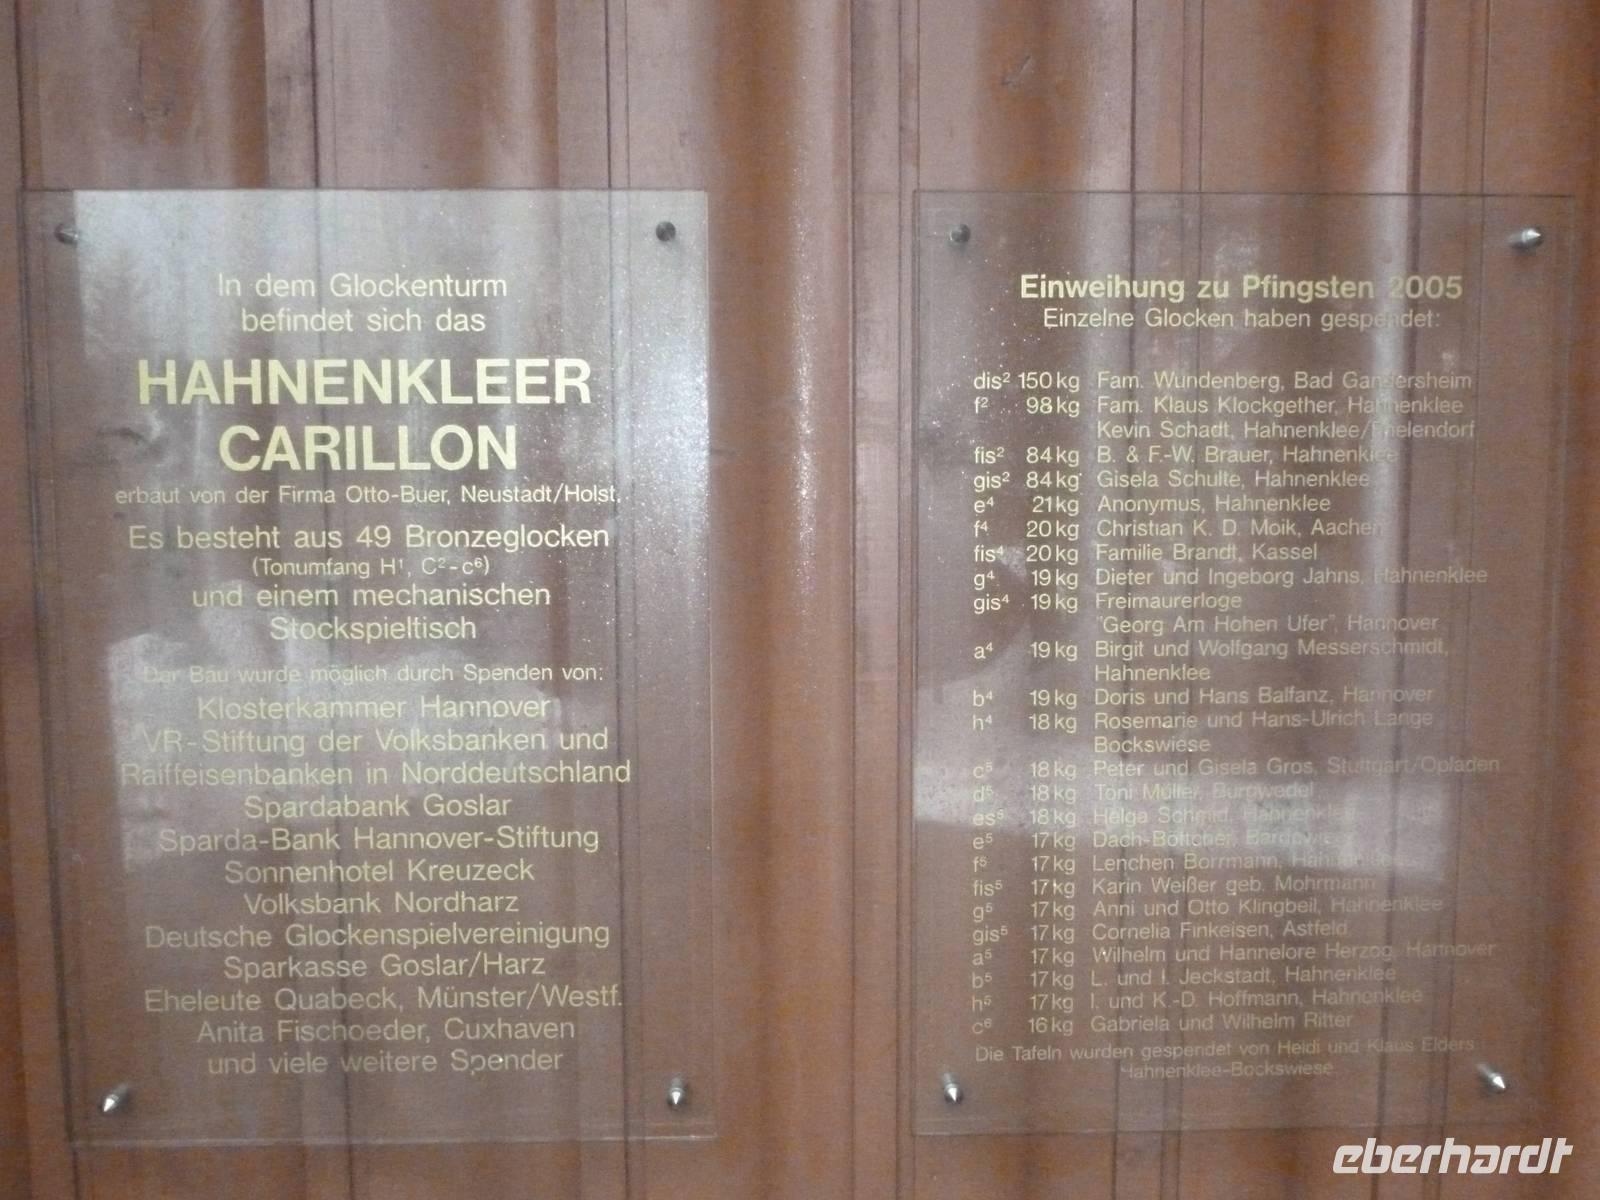 In dem Glockenturm
befindet sich das
HAHNENKLEER
CARILLON
erbaut von der Firma Otto-Buer, Neustadt/Holst.
Es besteht aus 49 Bronzeglocken
(Tonumfang H¹, C²-c⁶)
und einem mechanischen
Stockspieltisch
Der Bau wurde möglich durch Spenden von:
Klosterkammer Hannover
VR-Stiftung der Volksbanken und
Raiffeisenbanken in Norddeutschland
Spardabank Goslar
Sparda-Bank Hannover-Stiftung
Sonnenhotel Kreuzeck
Volksbank Nordharz
Deutsche Glockenspielvereinigung
Sparkasse Goslar/Harz
Eheleute Quabeck, Münster/Westf.
Anita Fischoeder, Cuxhaven
und viele weitere Spender
Einweihung zu Pfingsten 2005
Einzelne Glocken haben gespendet:
dis² 150 kg Fam. Wundenberg, Bad Gandersheim
f² 98 kg Fam. Klaus Klockgether, Hahnenklee
Kevin Schadt, Hahnenklee/
fis² 84 kg B. & F.-W. Brauer, Hahnenklee
gis² 84 kg Gisela Schulte, Hahnenklee
e⁴ 21 kg Anonymus, Hahnenklee
f⁴ 20 kg Christian K. D. Moik, Aachen
fis⁴ 20 kg Familie Brandt, Kassel
g⁴ 19 kg Dieter und Ingeborg Jahns, Hahnenklee
gis⁴ 19 kg Freimaurerloge
"Georg Am Hohen Ufer", Hannover
a⁴ 19 kg Birgit und Wolfgang Messerschmidt,
Hahnenklee
b⁴ 19 kg Doris und Hans Balfanz, Hannover
h⁴ 18 kg Rosemarie und Hans-Ulrich Lange
Bockswiese
c⁵ 18 kg Peter und Gisela Gros, Stuttgart/Opladen
d⁵ 18 kg Toni Müller, Burgwedel
es⁵ 18 kg Helga Schmid, Hahnenklee
e⁵ 17 kg Dach-Böttcher,
f⁵ 17 kg Lenchen Borrmann, Hahnenklee
fis⁵ 17 kg Karin Weißer geb. Mohrmann
g⁵ 17 kg Anni und Otto Klingbeil, Hahnenklee
gis⁵ 17 kg Cornelia Finkeisen, Astfeld
a⁵ 17 kg Wilhelm und Hannelore Herzog, Hannover
b⁵ 17 kg L. und I. Jeckstadt, Hahnenklee
h⁵ 17 kg I. und K.-D. Hoffmann, Hahnenklee
c⁶ 16 kg Gabriela und Wilhelm Ritter
Die Tafeln wurden gespendet von Heidi und Klaus Elders
Hahnenklee-Bockswiese
eberhardt